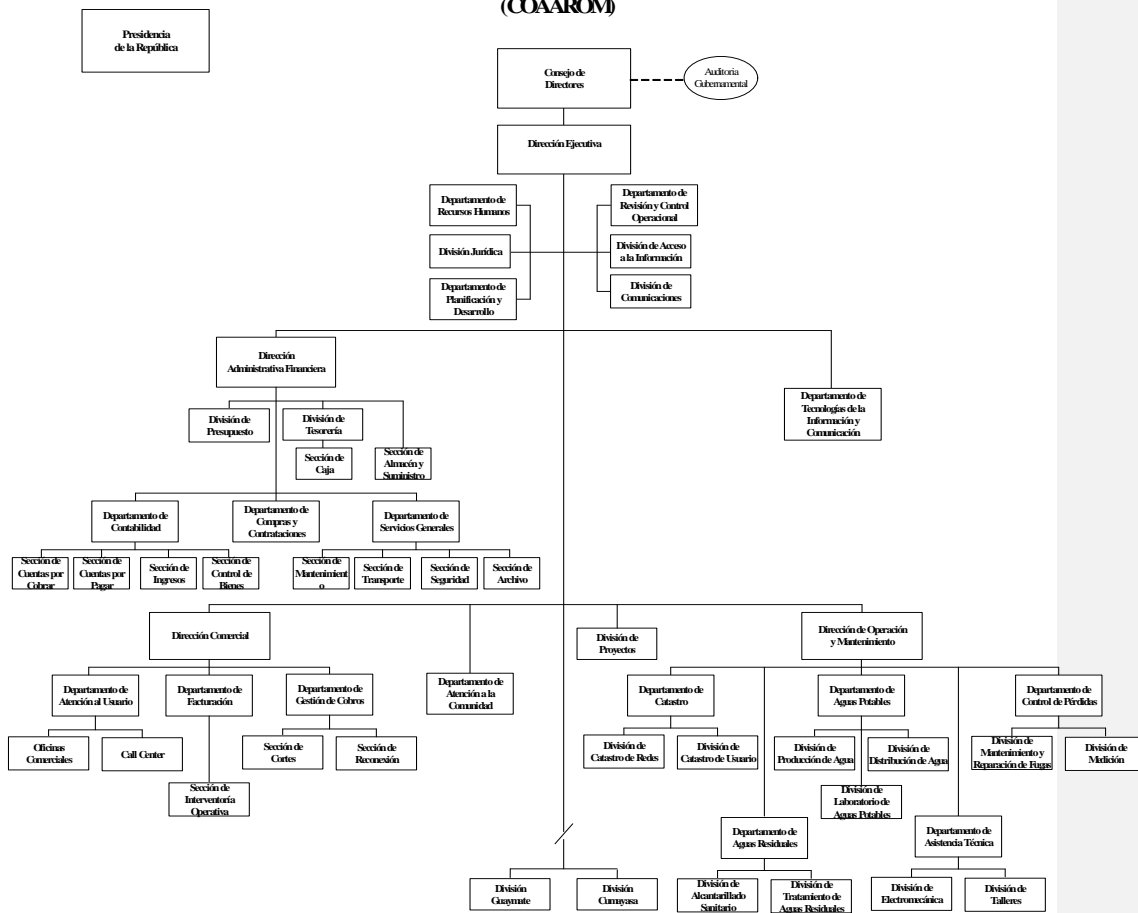 (COAAROM)
Presidencia
de la República
Consejo de
Directores
Auditoria
Gubernamental
Dirección Ejecutiva
Departamento de
Recursos Humanos
Departamento de
Revisión y Control
Operacional
División Jurídica
División de Acceso
a la Información
Departamento de
Planificación y
Desarrollo
División de
Comunicaciones
Dirección
Administrativa Financiera
Departamento de
Tecnologías de la
Información y
Comunicación
División de
Presupuesto
División de
Tesorería
Sección de
Caja
Sección de
Almacén y
Suministro
Departamento de
Contabilidad
Departamento de
Compras y
Contrataciones
Departamento de
Servicios Generales
Sección de
Cuentas por
Cobrar
Sección de
Cuentas por
Pagar
Sección de
Ingresos
Sección de
Control de
Bienes
Sección de
Mantenimient
o
Sección de
Transporte
Sección de
Seguridad
Sección de
Archivo
Dirección Comercial
División de
Proyectos
Dirección de Operación
y Mantenimiento
Departamento de
Atención al Usuario
Departamento de
Facturación
Departamento de
Gestión de Cobros
Departamento de
Atención a la
Comunidad
Departamento de
Catastro
Departamento de
Aguas Potables
Departamento de
Control de Pérdidas
Oficinas
Comerciales
Call Center
Sección de
Cortes
Sección de
Reconexión
División de
Catastro de Redes
División de
Catastro de Usuario
División de
Producción de Agua
División de
Distribución de Agua
División de
Mantenimiento y
Reparación de Fugas
División de
Medición
Sección de
Interventoría
Operativa
División de
Laboratorio de
Aguas Potables
Departamento de
Aguas Residuales
Departamento de
Asistencia Técnica
División
Guaymate
División
Cumayasa
División de
Alcantarillado
Sanitario
División de
Tratamiento de
Aguas Residuales
División de
Electromecánica
División de
Talleres